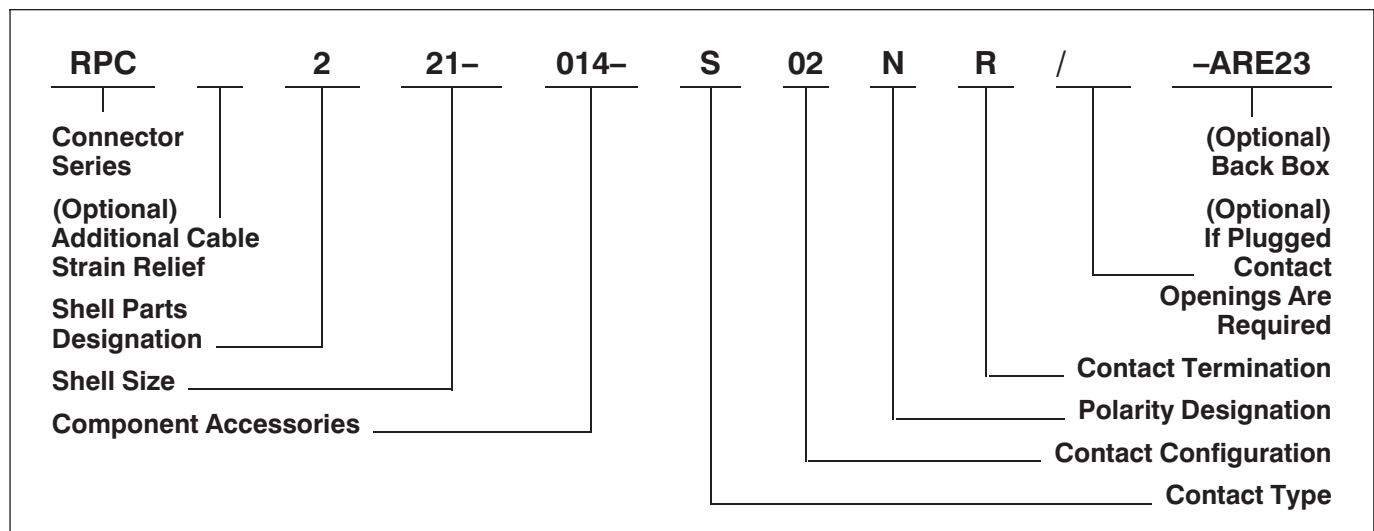 RPC 2 21– 014– S 02 N R / –ARE23
Connector
Series
(Optional)
Additional Cable
Strain Relief
Shell Parts
Designation
Shell Size
Component Accessories
(Optional)
Back Box
(Optional)
If Plugged
Contact
Openings Are
Required
Contact Termination
Polarity Designation
Contact Configuration
Contact Type